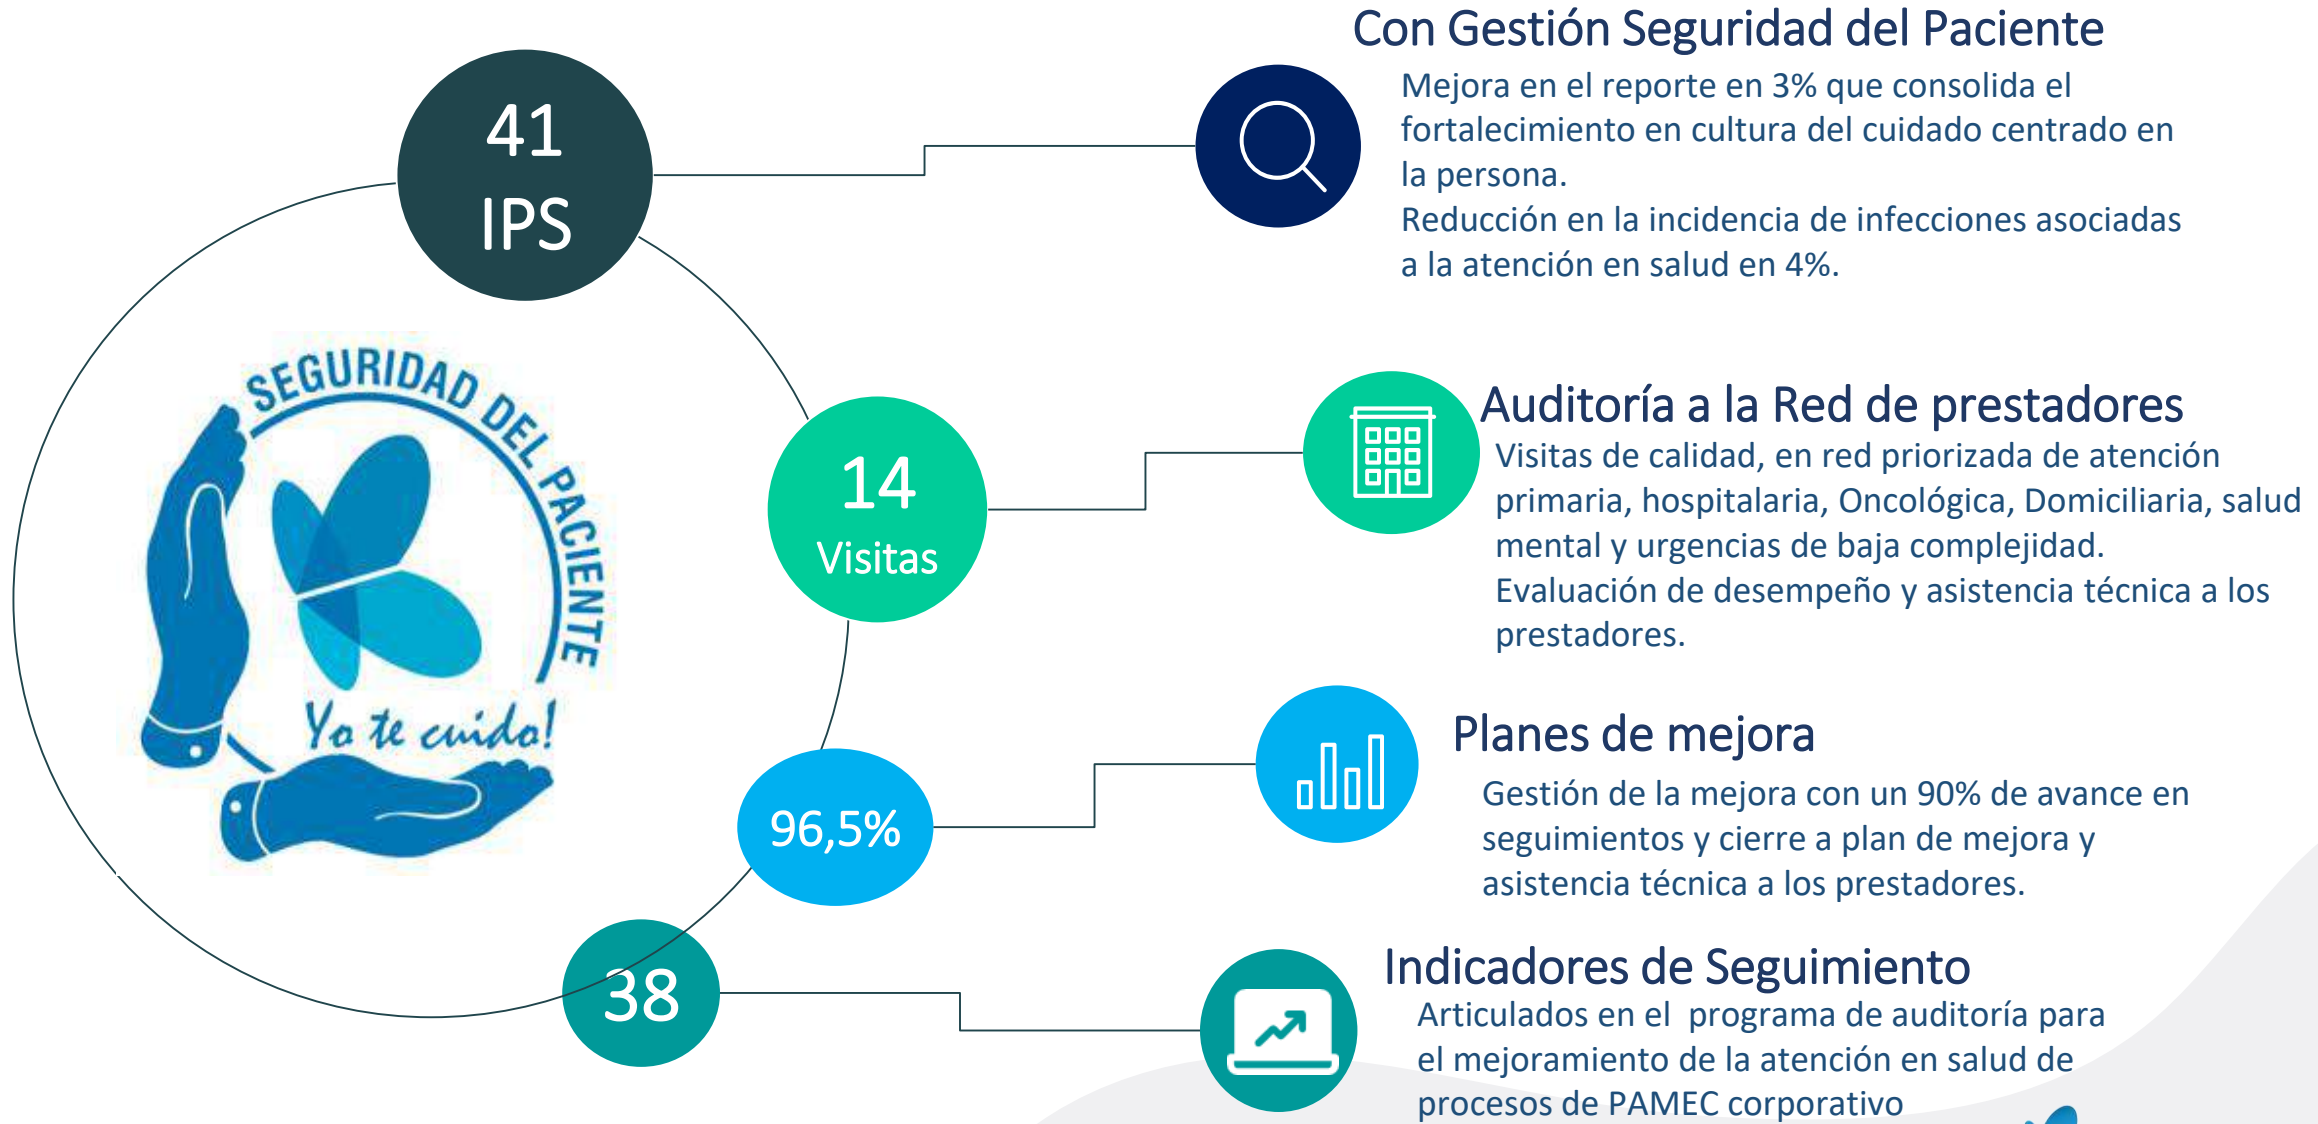 Con Gestión Seguridad del Paciente
41
IPS
Mejora en el reporte en 3% que consolida el
fortalecimiento en cultura del cuidado centrado en
la persona.
Reducción en la incidencia de infecciones asociadas
a la atención en salud en 4%.
SEGURIDAD DEL PACIENTE
Yo te cuido!
14
Visitas
Auditoría a la Red de prestadores
Visitas de calidad, en red priorizada de atención
primaria, hospitalaria, Oncológica, Domiciliaria, salud
mental y urgencias de baja complejidad.
Evaluación de desempeño y asistencia técnica a los
prestadores.
96,5%
Planes de mejora
Gestión de la mejora con un 90% de avance en
seguimientos y cierre a plan de mejora y
asistencia técnica a los prestadores.
38
Indicadores de Seguimiento
Articulados en el programa de auditoría para
el mejoramiento de la atención en salud de
procesos de PAMEC corporativo